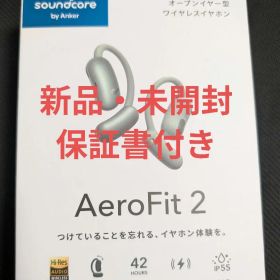 soundcore
by Anker
オープンイヤー型
ワイヤレスイヤホン
新品・未開封
保証書付き
AeroFit 2
つけていることを忘れる、イヤホン体験を。
Hi-Res
AUDIO
WIRELESS
42
HOURS
IP55